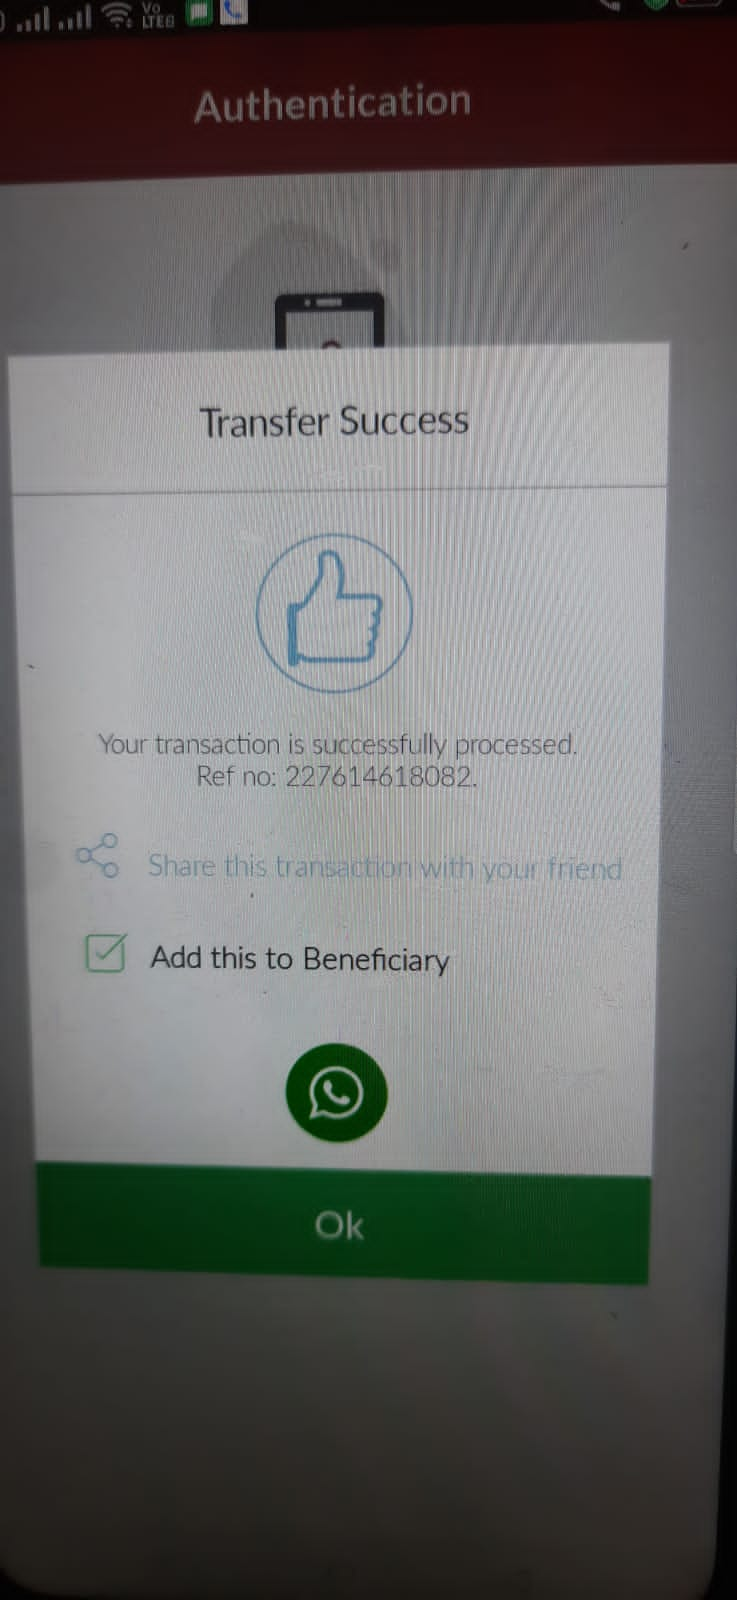 Vo
LTE
Authentication
Transfer Success
Your transaction is successfully processed.
Ref no: 227614618082.
Share this transaction with your friend
Add this to Beneficiary
Ok